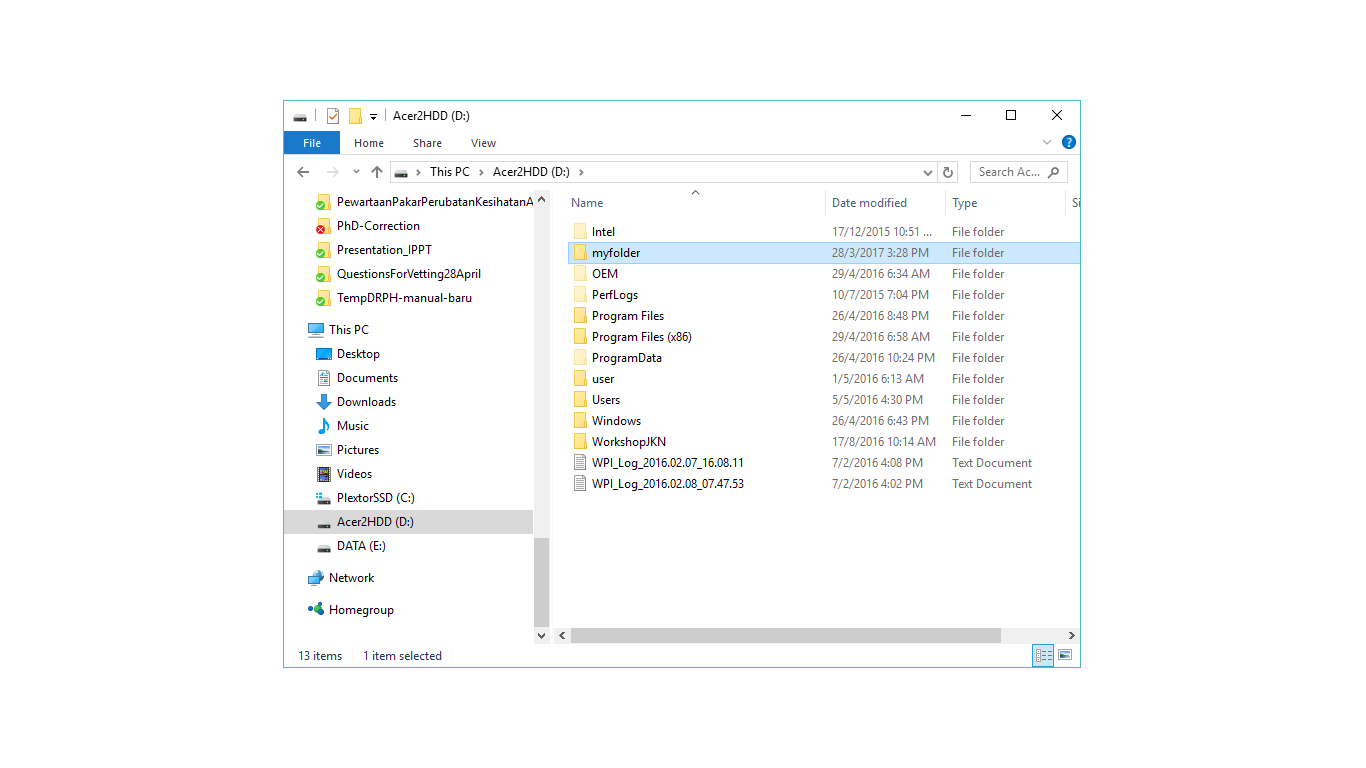 Acer2HDD (D:)
File Home Share View
This PC Acer2HDD (D:) Search Ac...
PewartaanPakarPerubatanKesihatanA
PhD-Correction
Presentation_IPPT
QuestionsForVetting28April
TempDRPH-manual-baru
This PC
Desktop
Documents
Downloads
Music
Pictures
Videos
PlextorSSD (C:)
Acer2HDD (D:)
DATA (E:)
Network
Homegroup
Name Date modified Type Si
Intel 17/12/2015 10:51 ... File folder
myfolder 28/3/2017 3:28 PM File folder
OEM 29/4/2016 6:34 AM File folder
PerfLogs 10/7/2015 7:04 PM File folder
Program Files 26/4/2016 8:48 PM File folder
Program Files (x86) 29/4/2016 6:58 AM File folder
ProgramData 26/4/2016 10:24 PM File folder
user 1/5/2016 6:13 AM File folder
Users 5/5/2016 4:30 PM File folder
Windows 26/4/2016 6:43 PM File folder
WorkshopJKN 17/8/2016 10:14 AM File folder
WPI_Log_2016.02.07_16.08.11 7/2/2016 4:08 PM Text Document
WPI_Log_2016.02.08_07.47.53 7/2/2016 4:02 PM Text Document
13 items 1 item selected